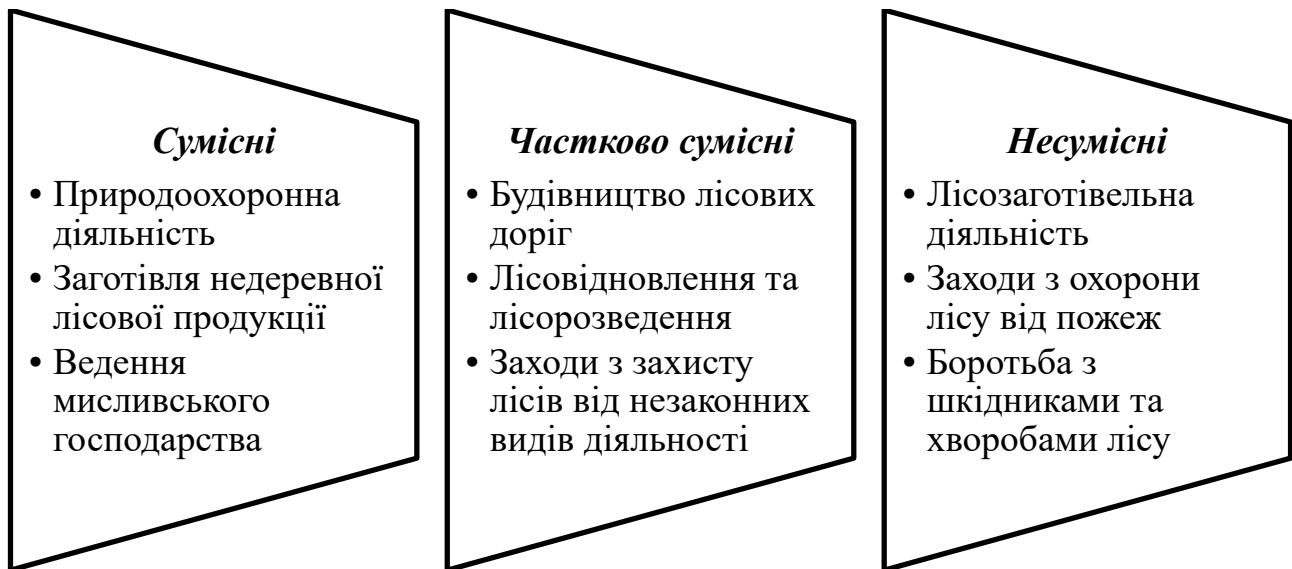 Сумісні
• Природоохоронна
діяльність
• Заготівля недеревної
лісової продукції
• Ведення
мисливського
господарства
Частково сумісні
• Будівництво лісових
доріг
• Лісовідновлення та
лісорозведення
• Заходи з захисту
лісів від незаконних
видів діяльності
Несумісні
• Лісозаготівельна
діяльність
• Заходи з охорони
лісу від пожеж
• Боротьба з
шкідниками та
хворобами лісу